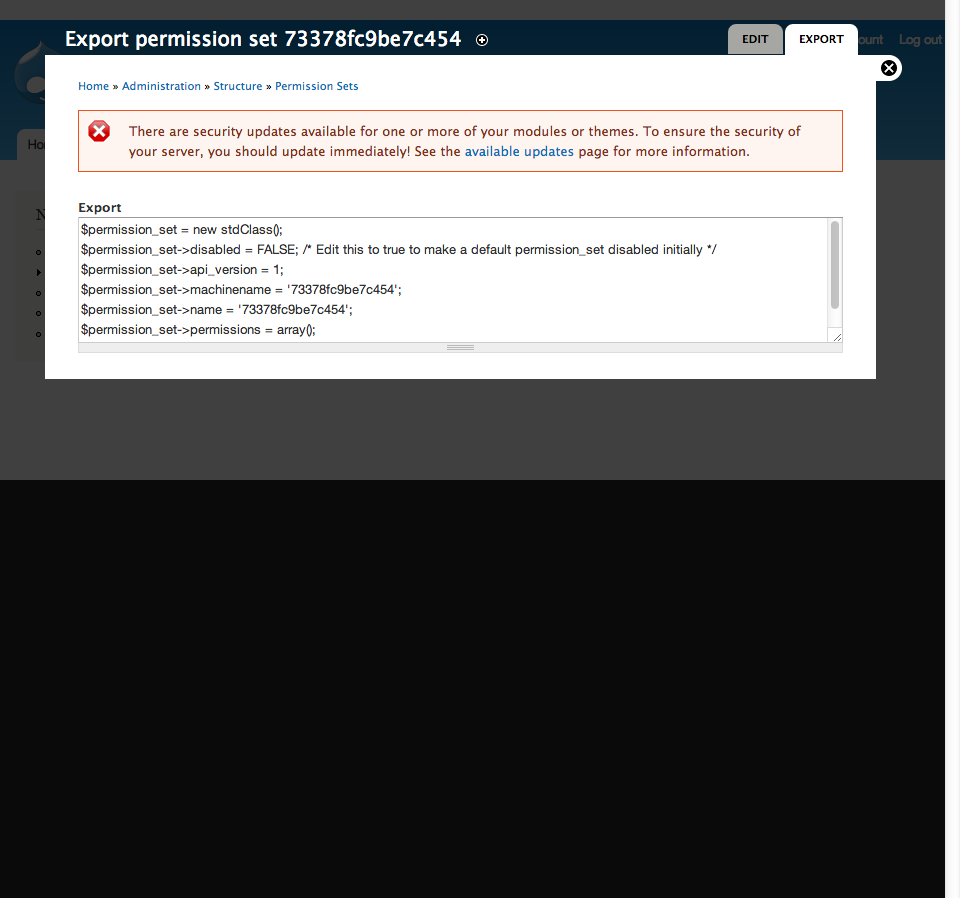 Export permission set 73378fc9be7c454
EDIT
EXPORT
ount
Log out
Home » Administration » Structure » Permission Sets
There are security updates available for one or more of your modules or themes. To ensure the security of
your server, you should update immediately! See the available updates page for more information.
Ho
N
Export
$permission_set = new stdClass();
$permission_set->disabled = FALSE; /* Edit this to true to make a default permission_set disabled initially */
$permission_set->api_version = 1;
$permission_set->machinename = '73378fc9be7c454';
$permission_set->name = '73378fc9be7c454';
$permission_set->permissions = array();